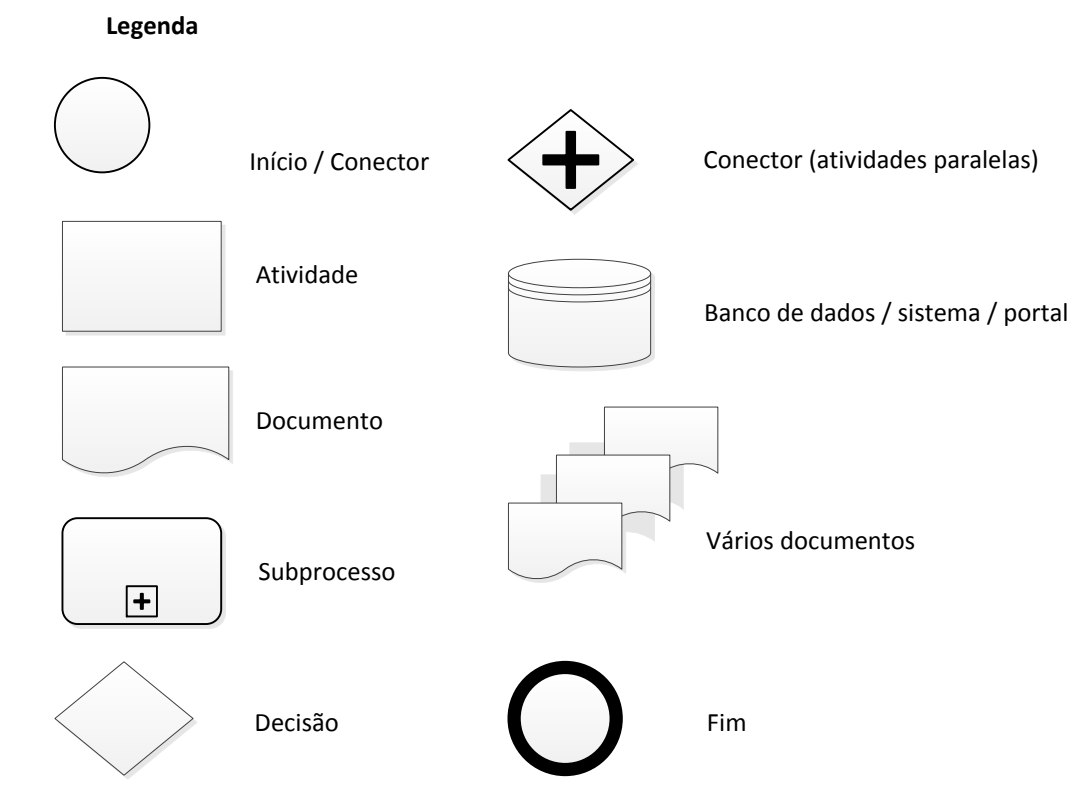 Legenda
Início / Conector
Atividade
Documento
Subprocesso
Decisão
Conector (atividades paralelas)
Banco de dados / sistema / portal
Vários documentos
Fim